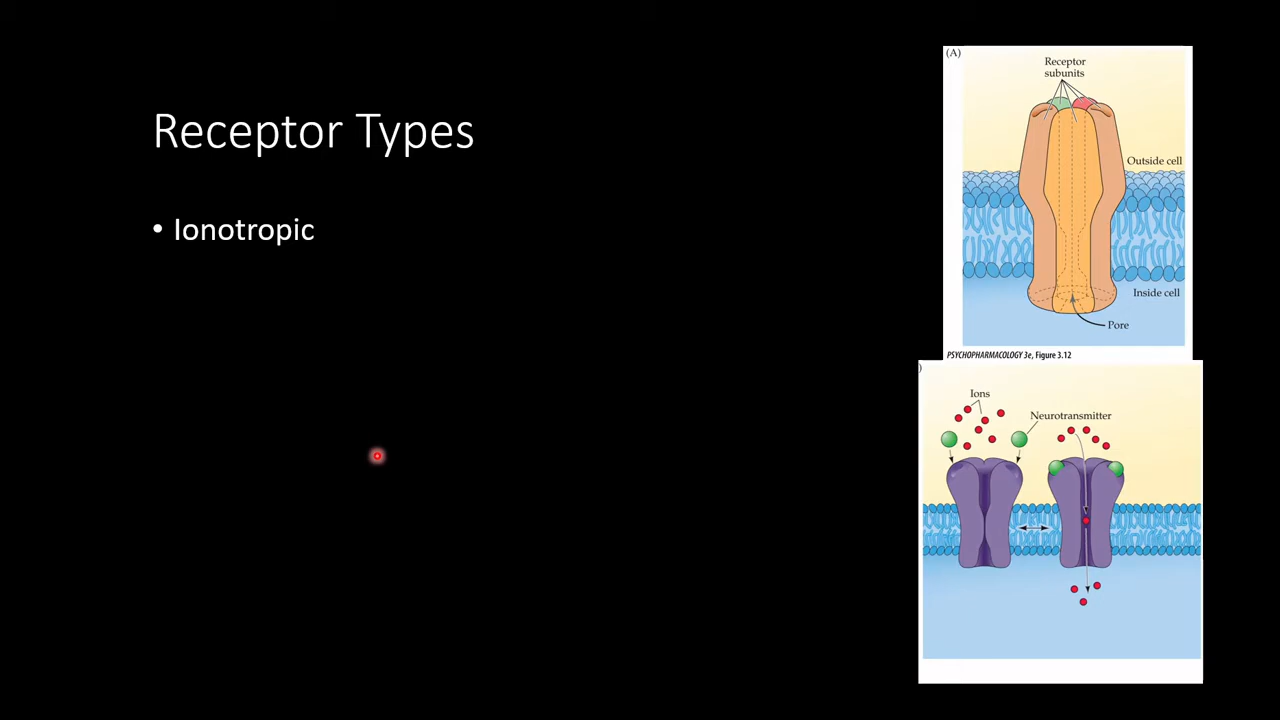 Receptor Types
• Ionotropic
(A)
Receptor
subunits
Outside cell
Inside cell
Pore
PSYCHOPHARMACOLOGY 3e, Figure 3.12
)
Ions
Neurotransmitter